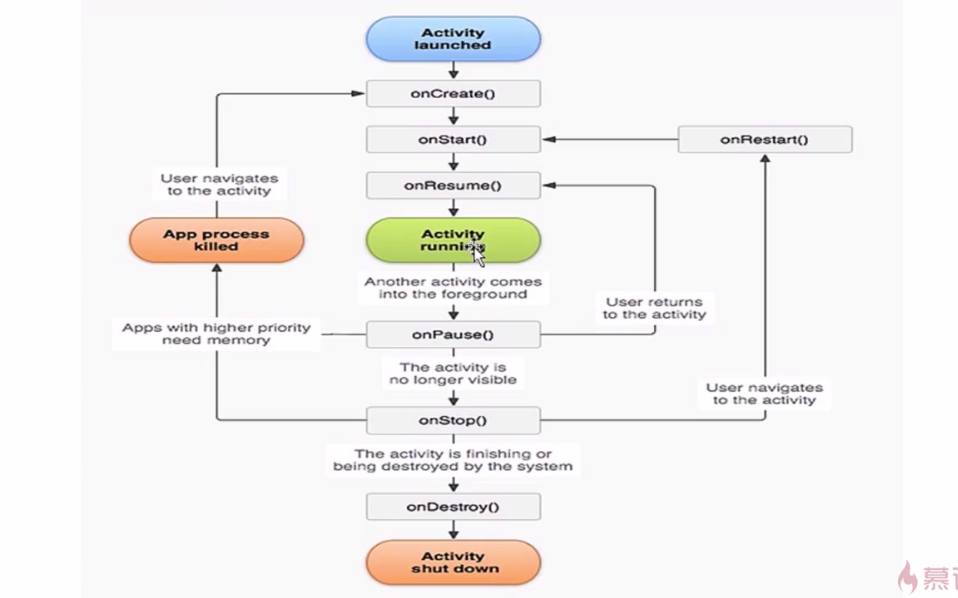 Activity
launched
onCreate()
onStart()
onRestart()
onResume()
User navigates
to the activity
App process
killed
Activity
running
Another activity comes
into the foreground
User returns
to the activity
Apps with higher priority
need memory
onPause()
The activity is
no longer visible
User navigates
to the activity
onStop()
The activity is finishing or
being destroyed by the system
onDestroy()
Activity
shut down
慕